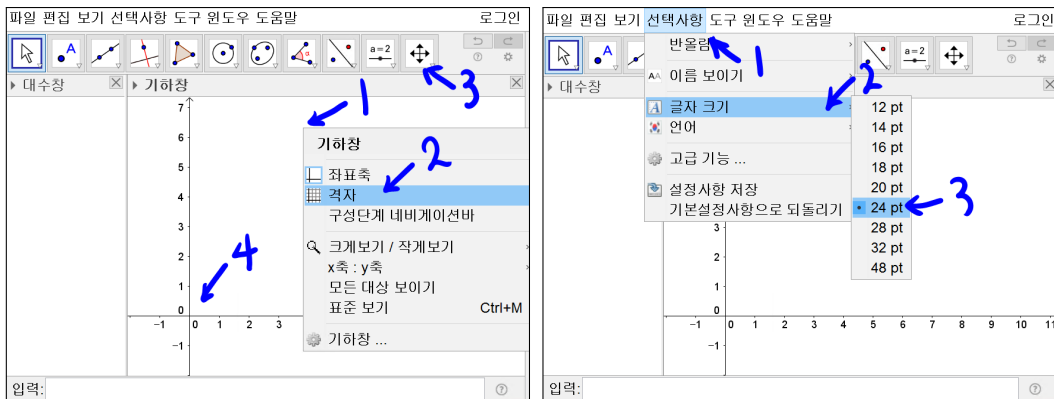 파일 편집 보기 선택사항 도구 윈도우 도움말 로그인
A
α
a=2
대수창
기하창
1
3
7
6
5
4
3
2
1
0
-1
-1 0 1 2 3
기하창
2
좌표축
격자
구성단계 네비게이션바
4
크게보기 / 작게보기
x축 : y축
모든 대상 보이기
표준 보기 Ctrl+M
기하창 ...
입력:
파일 편집 보기 선택사항 도구 윈도우 도움말 로그인
a=2
반올림
1
AA 이름 보이기
2
대수창
A 글자 크기
언어
고급 기능 ...
설정사항 저장
기본설정사항으로 되돌리기
12 pt
14 pt
16 pt
18 pt
20 pt
24 pt
28 pt
32 pt
48 pt
3
3
2
1
0
-1
-1 0 1 2 3 4 5 6 7 8 9 10 11
입력: